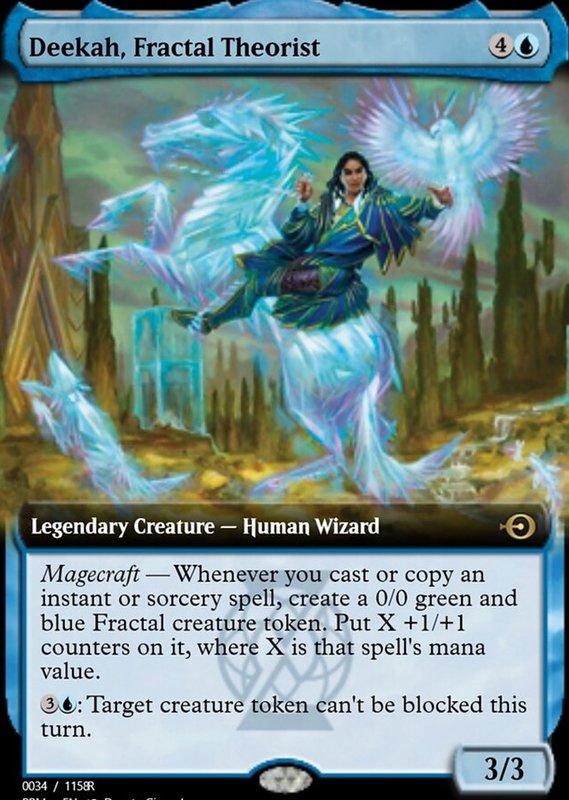 Deekah, Fractal Theorist 4
Legendary Creature — Human Wizard
Magecraft — Whenever you cast or copy an
instant or sorcery spell, create a 0/0 green and
blue Fractal creature token. Put X +1/+1
counters on it, where X is that spell's mana
value.
3: Target creature token can't be blocked this
turn.
3/3
0034 / 1158R